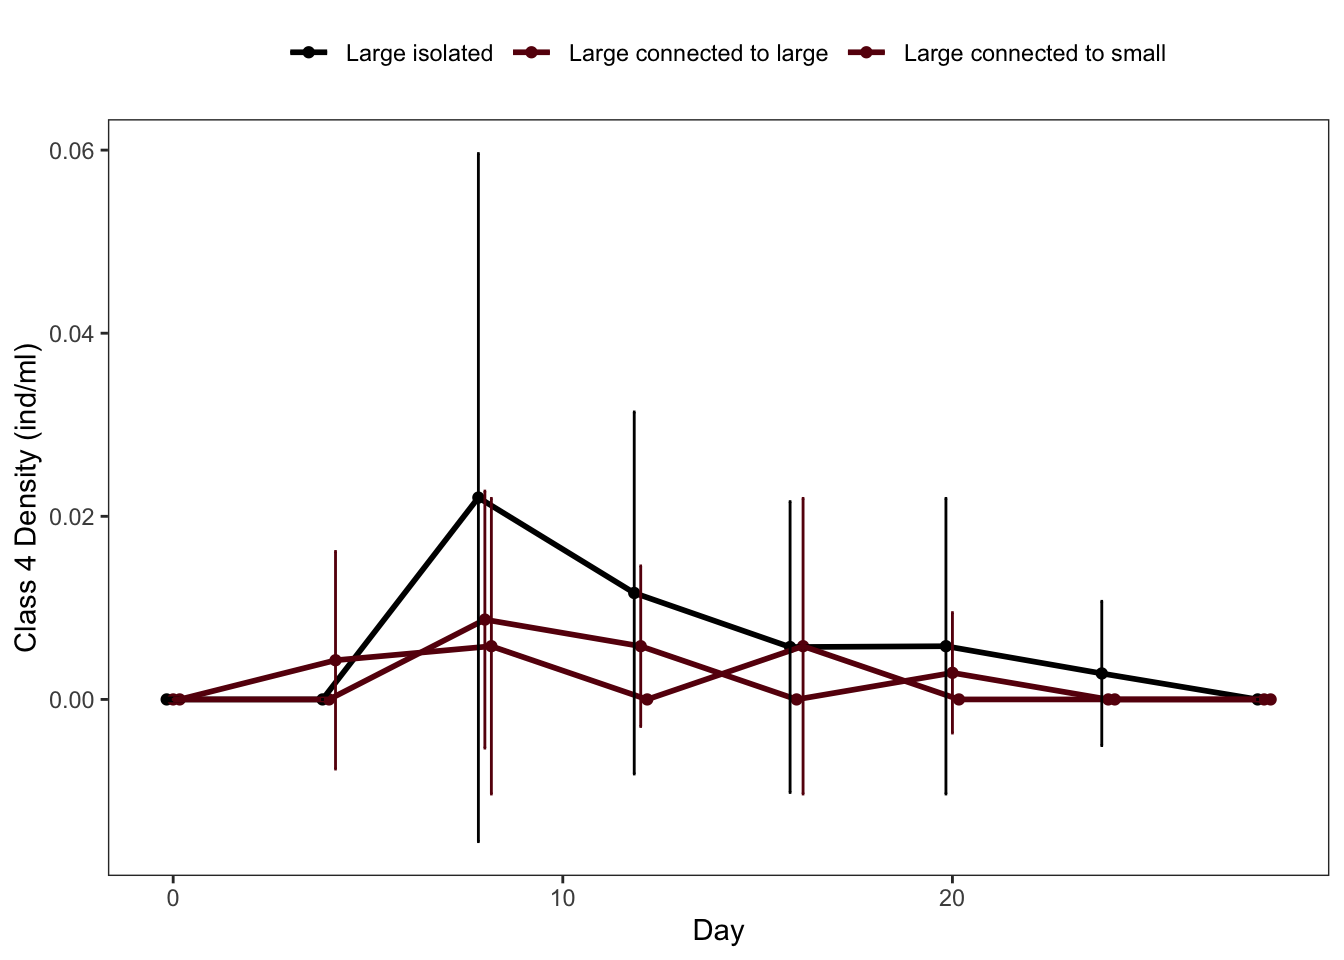 Large isolated Large connected to large Large connected to small
0.06
0.04
0.02
0.00
Class 4 Density (ind/ml)
0 10 20
Day